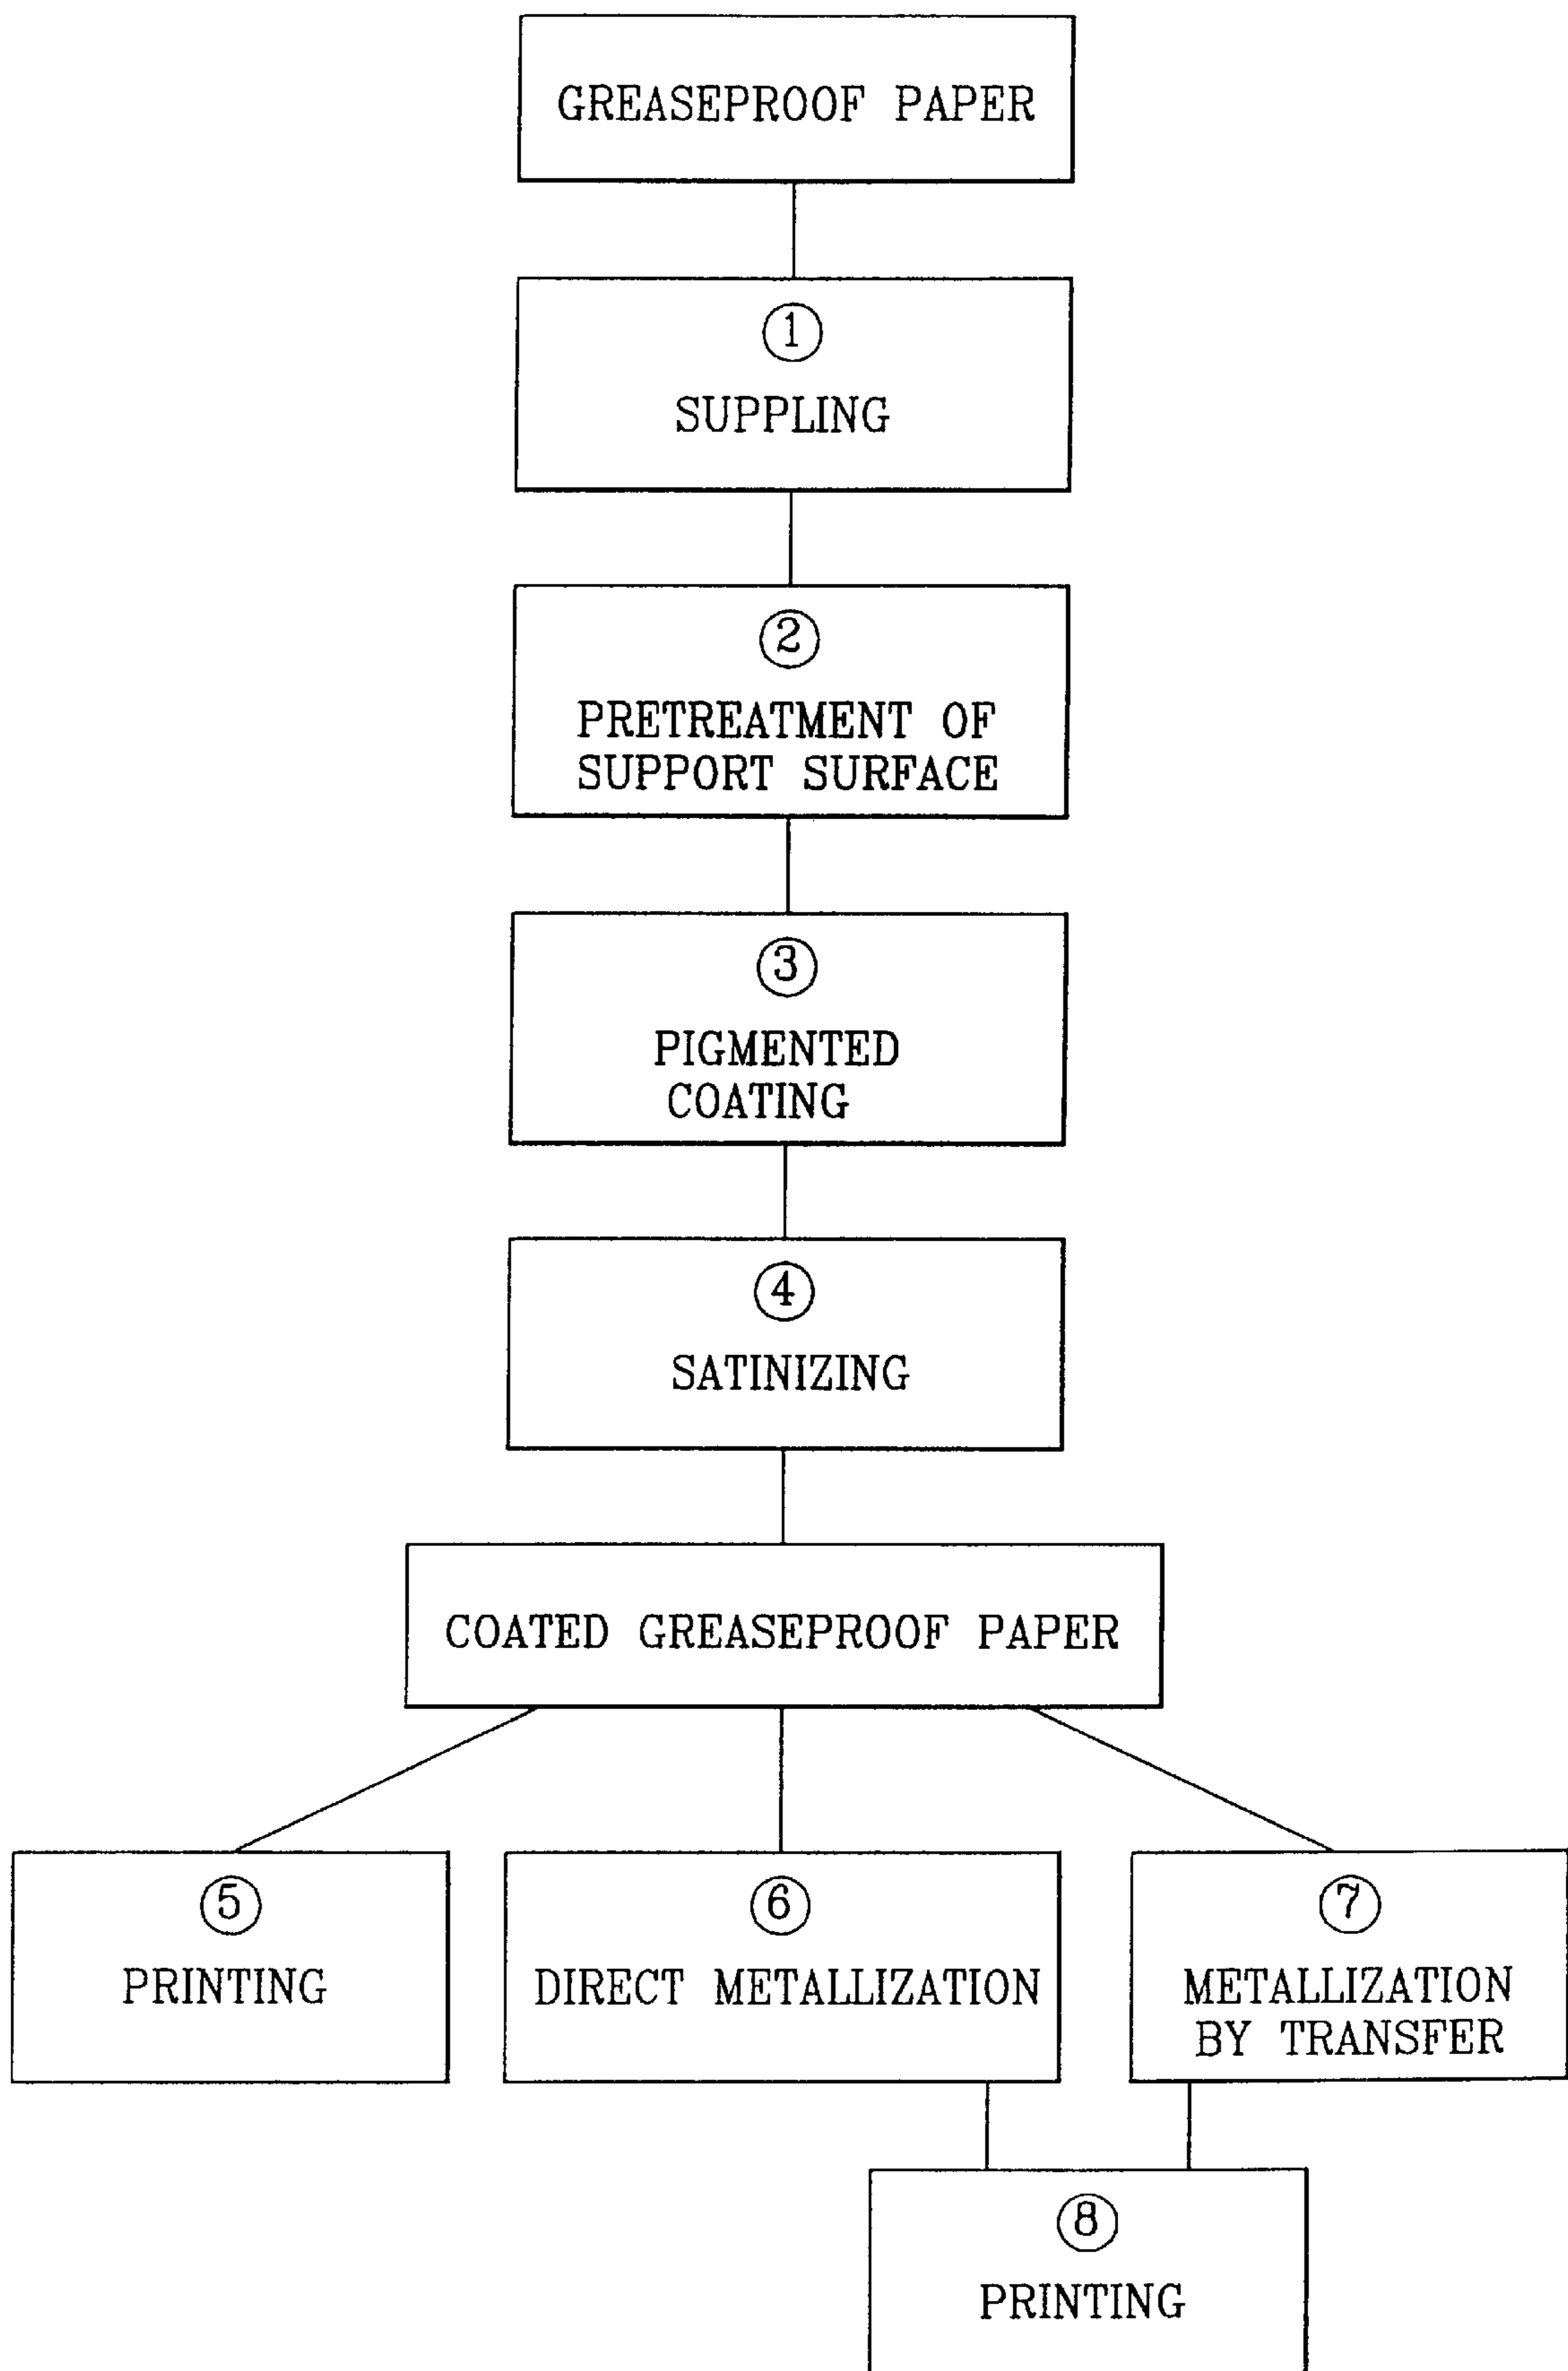 GREASEPROOF PAPER
1
SUPPLING
2
PRETREATMENT OF
SUPPORT SURFACE
3
PIGMENTED
COATING
4
SATINIZING
COATED GREASEPROOF PAPER
5
PRINTING
6
DIRECT METALLIZATION
7
METALLIZATION
BY TRANSFER
8
PRINTING